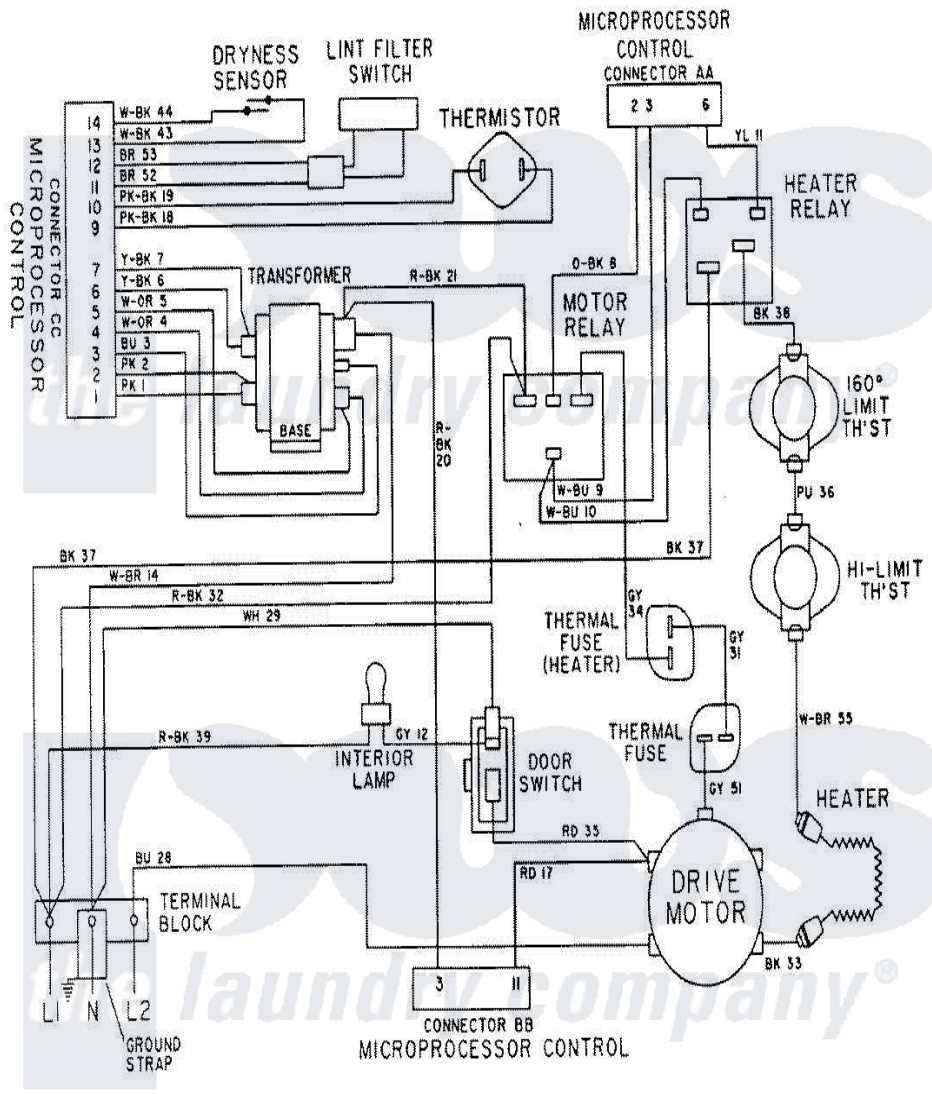 MICROPROCESSOR
CONTROL
CONNECTOR AA
2 3 6
DRYNESS
SENSOR
LINT FILTER
SWITCH
THERMISTOR
YL 11
HEATER
RELAY
MICROPROCESSOR
CONTROL
CONNECTOR CC
14
13
12
11
10
9
7
6
5
4
3
2
1
W-BK 44
W-BK 43
BR 53
BR 52
PK-BK 19
PK-BK 18
Y-BK 7
Y-BK 6
W-OR 5
W-OR 4
BU 3
PK 2
PK 1
TRANSFORMER
BASE
R-BK 21
O-BK 8
MOTOR
RELAY
BK 38
160°
LIMIT
TH'ST
R-
BK
20
W-BU 9
W-BU 10
PU 36
BK 37
BK 37
W-BR 14
R-BK 32
WH 29
HI-LIMIT
TH'ST
GY
34
THERMAL
FUSE
(HEATER)
GY
31
W-BR 55
R-BK 39
GY 12
INTERIOR
LAMP
DOOR
SWITCH
THERMAL
FUSE
GY 51
HEATER
RD 35
RD 17
BU 28
DRIVE
MOTOR
BK 33
TERMINAL
BLOCK
L1 N L2
GROUND
STRAP
3 11
CONNECTOR BB
MICROPROCESSOR CONTROL
the laundry company®
the laundry company®